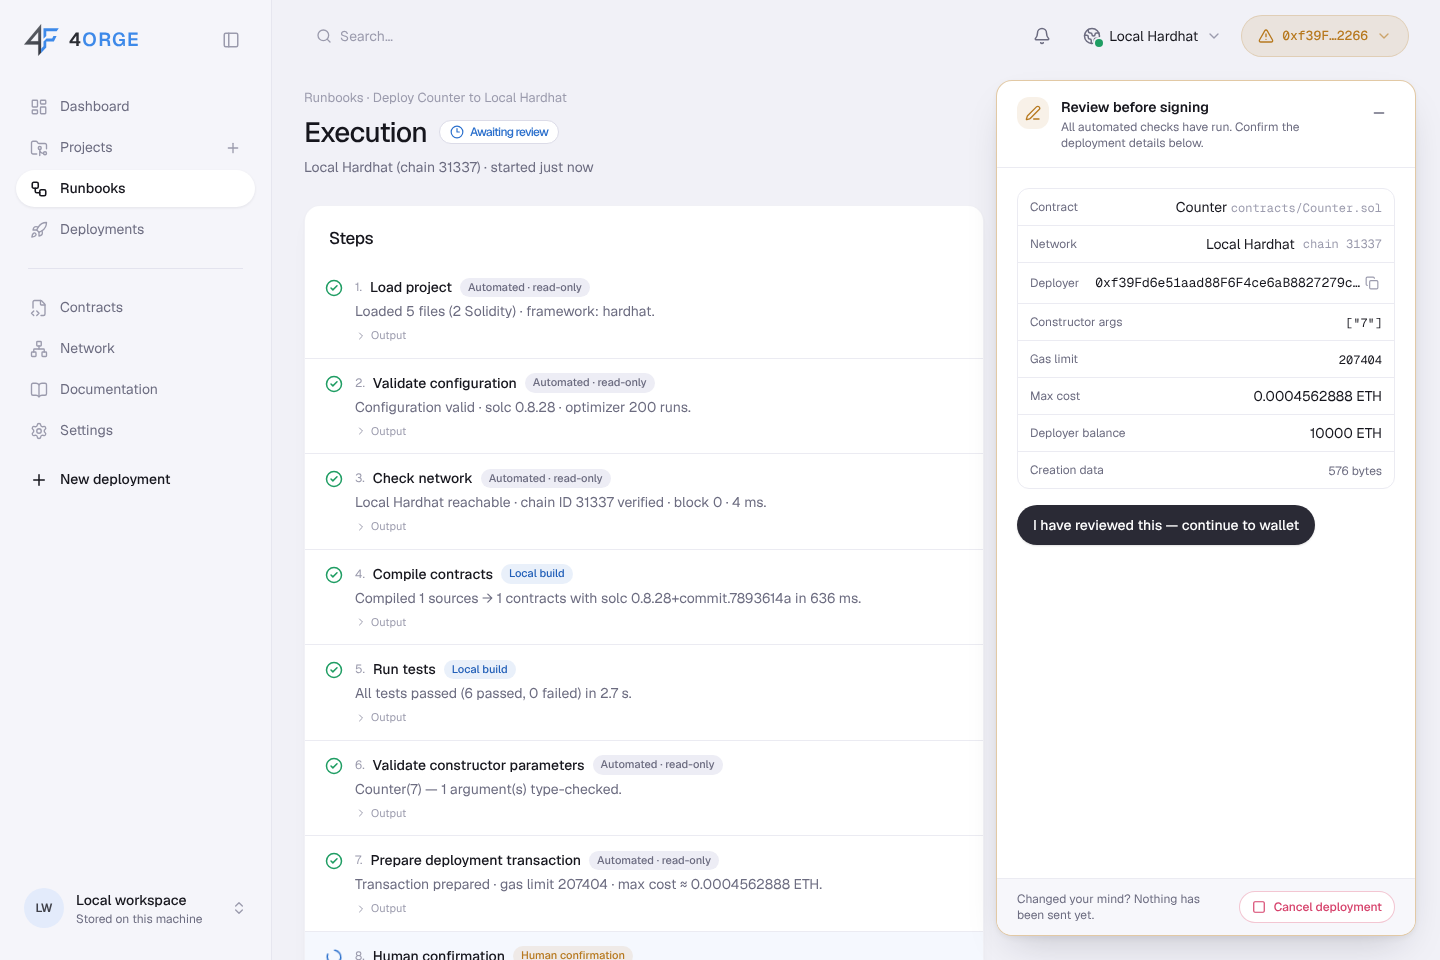 4ORGE
Dashboard
Projects
Runbooks
Deployments
Contracts
Network
Documentation
Settings
New deployment
LW
Local workspace
Stored on this machine
Search...
Local Hardhat
0xf39F…2266
Runbooks · Deploy Counter to Local Hardhat
Execution
Awaiting review
Local Hardhat (chain 31337) · started just now
Steps
1. Load project Automated · read-only
Loaded 5 files (2 Solidity) · framework: hardhat.
Output
2. Validate configuration Automated · read-only
Configuration valid · solc 0.8.28 · optimizer 200 runs.
Output
3. Check network Automated · read-only
Local Hardhat reachable · chain ID 31337 verified · block 0 · 4 ms.
Output
4. Compile contracts Local build
Compiled 1 sources → 1 contracts with solc 0.8.28+commit.7893614a in 636 ms.
Output
5. Run tests Local build
All tests passed (6 passed, 0 failed) in 2.7 s.
Output
6. Validate constructor parameters Automated · read-only
Counter(7) — 1 argument(s) type-checked.
Output
7. Prepare deployment transaction Automated · read-only
Transaction prepared · gas limit 207404 · max cost ≈ 0.0004562888 ETH.
Output
8. Human confirmation Human confirmation
Review before signing
All automated checks have run. Confirm the
deployment details below.
Contract Counter contracts/Counter.sol
Network Local Hardhat chain 31337
Deployer 0xf39Fd6e51aad88F6F4ce6aB8827279c…
Constructor args ["7"]
Gas limit 207404
Max cost 0.0004562888 ETH
Deployer balance 10000 ETH
Creation data 576 bytes
I have reviewed this — continue to wallet
Changed your mind? Nothing has
been sent yet.
Cancel deployment